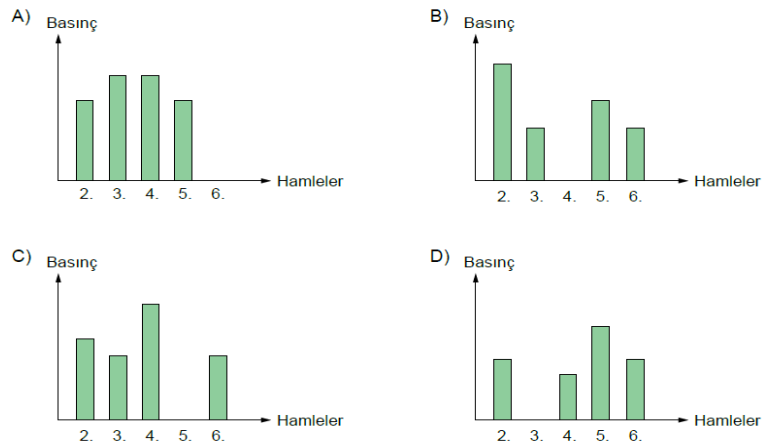 A)
Basınç
Hamleler
2. 3. 4. 5. 6.
B)
Basınç
Hamleler
2. 3. 4. 5. 6.
C)
Basınç
Hamleler
2. 3. 4. 5. 6.
D)
Basınç
Hamleler
2. 3. 4. 5. 6.